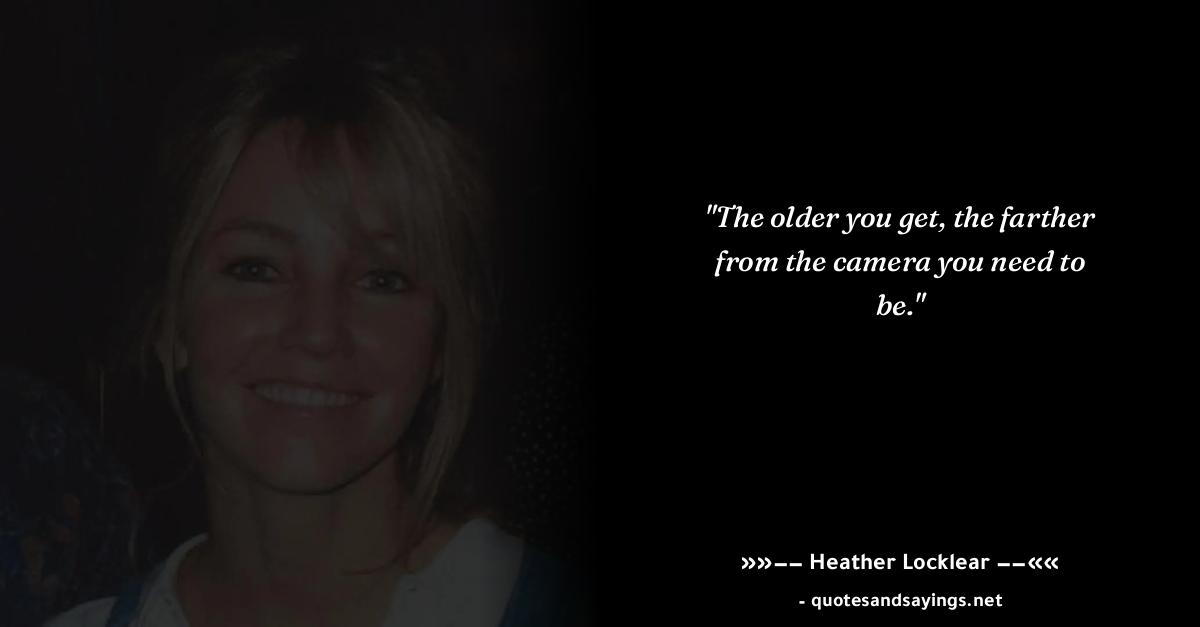 "The older you get, the farther
from the camera you need to
be."
»»−− Heather Locklear −−««
- quotesandsayings.net